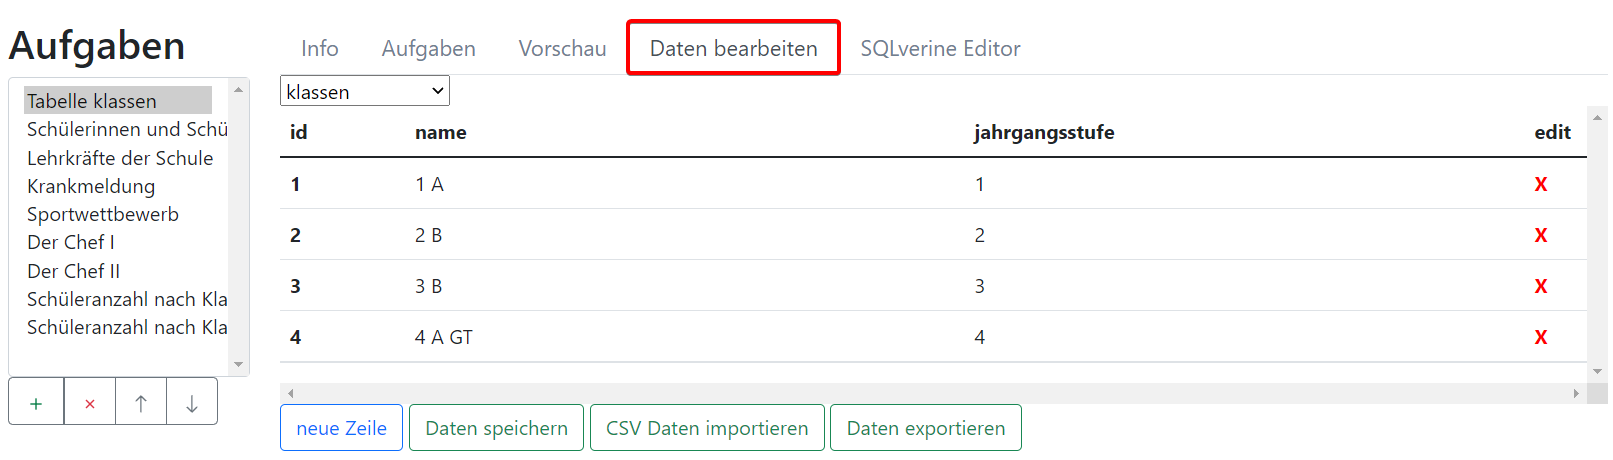 Aufgaben
Info Aufgaben Vorschau Daten bearbeiten SQLverine Editor
Tabelle klassen
Schülerinnen und Schü
Lehrkräfte der Schule
Krankmeldung
Sportwettbewerb
Der Chef I
Der Chef II
Schüleranzahl nach Kla
Schüleranzahl nach Kla
+ × ↑ ↓
klassen
id name jahrgangsstufe edit
1 1 A 1 X
2 2 B 2 X
3 3 B 3 X
4 4 A GT 4 X
neue Zeile Daten speichern CSV Daten importieren Daten exportieren